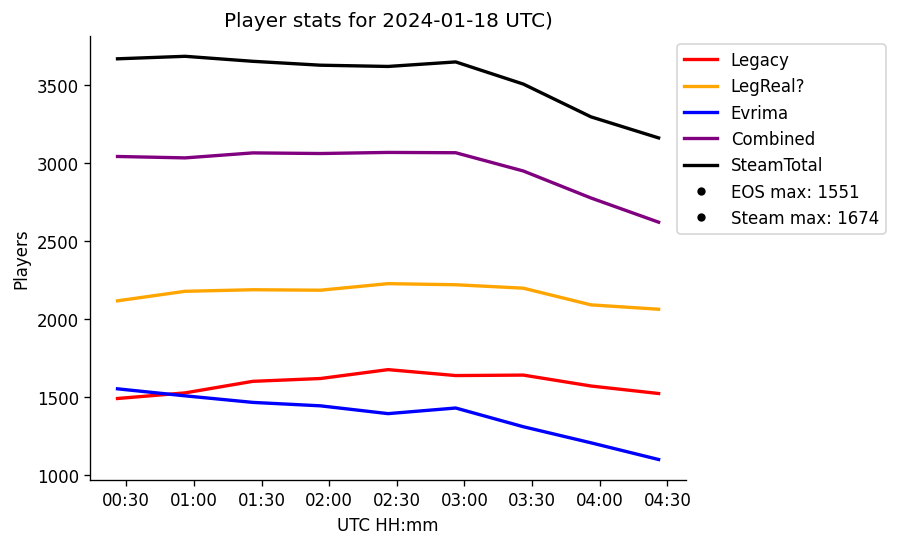 Player stats for 2024-01-18 UTC)
Legacy
LegReal?
Evrima
Combined
SteamTotal
EOS max: 1551
Steam max: 1674
Players
3500
3000
2500
2000
1500
1000
00:30 01:00 01:30 02:00 02:30 03:00 03:30 04:00 04:30
UTC HH:mm